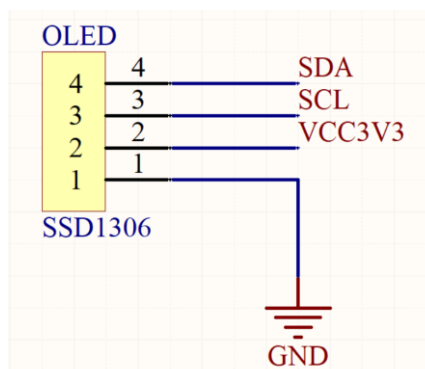 OLED
4 4 SDA
3 3 SCL
2 2 VCC3V3
1 1
SSD1306
GND